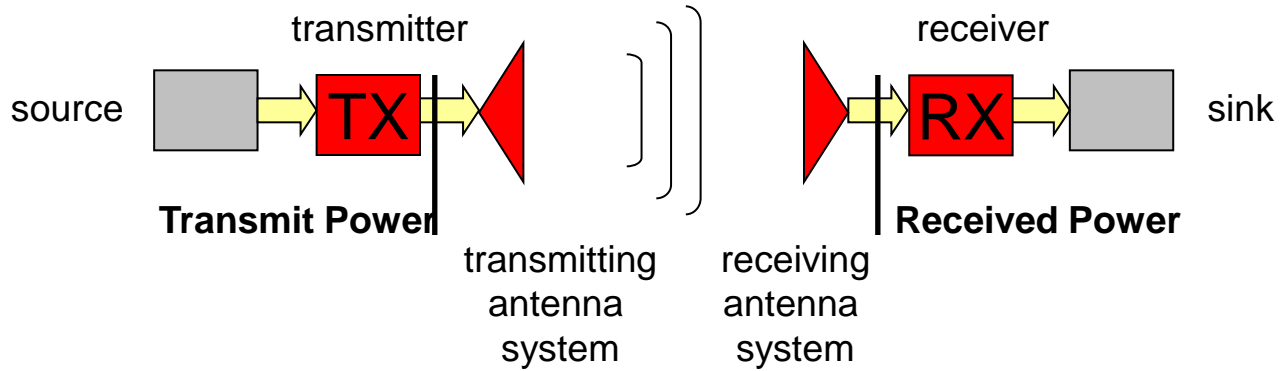 transmitter
receiver
source
TX
RX
sink
Transmit Power
Received Power
transmitting
antenna
system
receiving
antenna
system